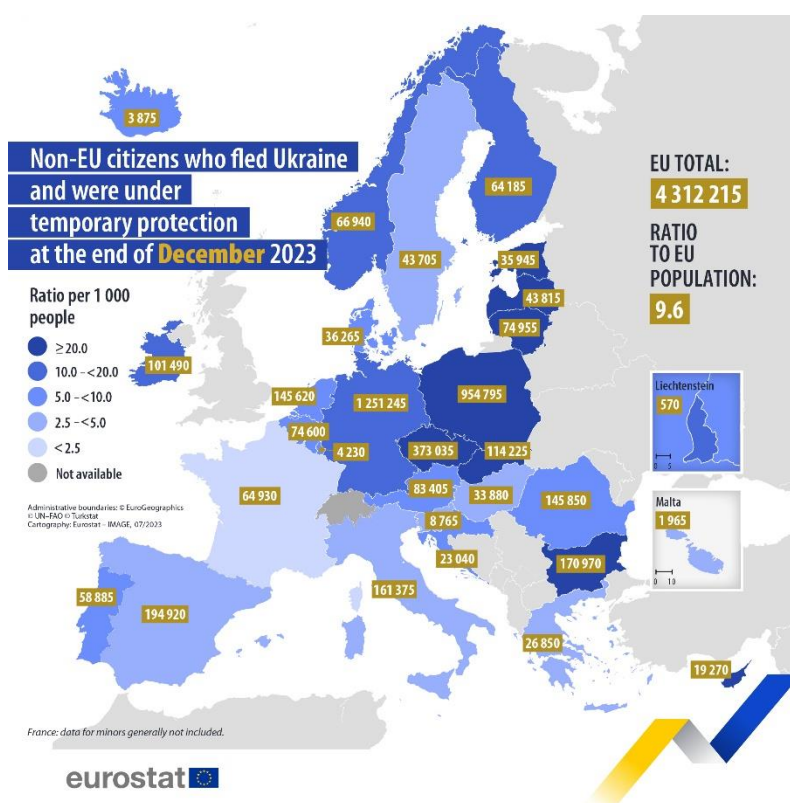 Non-EU citizens who fled Ukraine
and were under
temporary protection
at the end of December 2023
EU TOTAL:
4 312 215
RATIO
TO EU
POPULATION:
9.6
Ratio per 1 000
people
≥20.0
10.0 - <20.0
5.0 - <10.0
2.5 - <5.0
<2.5
Not available
Administrative boundaries: © EuroGeographics
© UN–FAO © Turkstat
Cartography: Eurostat – IMAGE, 07/2023
3 875
64 185
66 940
43 705
35 945
43 815
74 955
36 265
101 490
145 620
1 251 245
954 795
74 600
4 230
373 035
114 225
83 405
33 880
145 850
64 930
8 765
23 040
170 970
161 375
58 885
194 920
26 850
19 270
Liechtenstein
570
0 5
Malta
1 965
0 10
France: data for minors generally not included.
eurostat